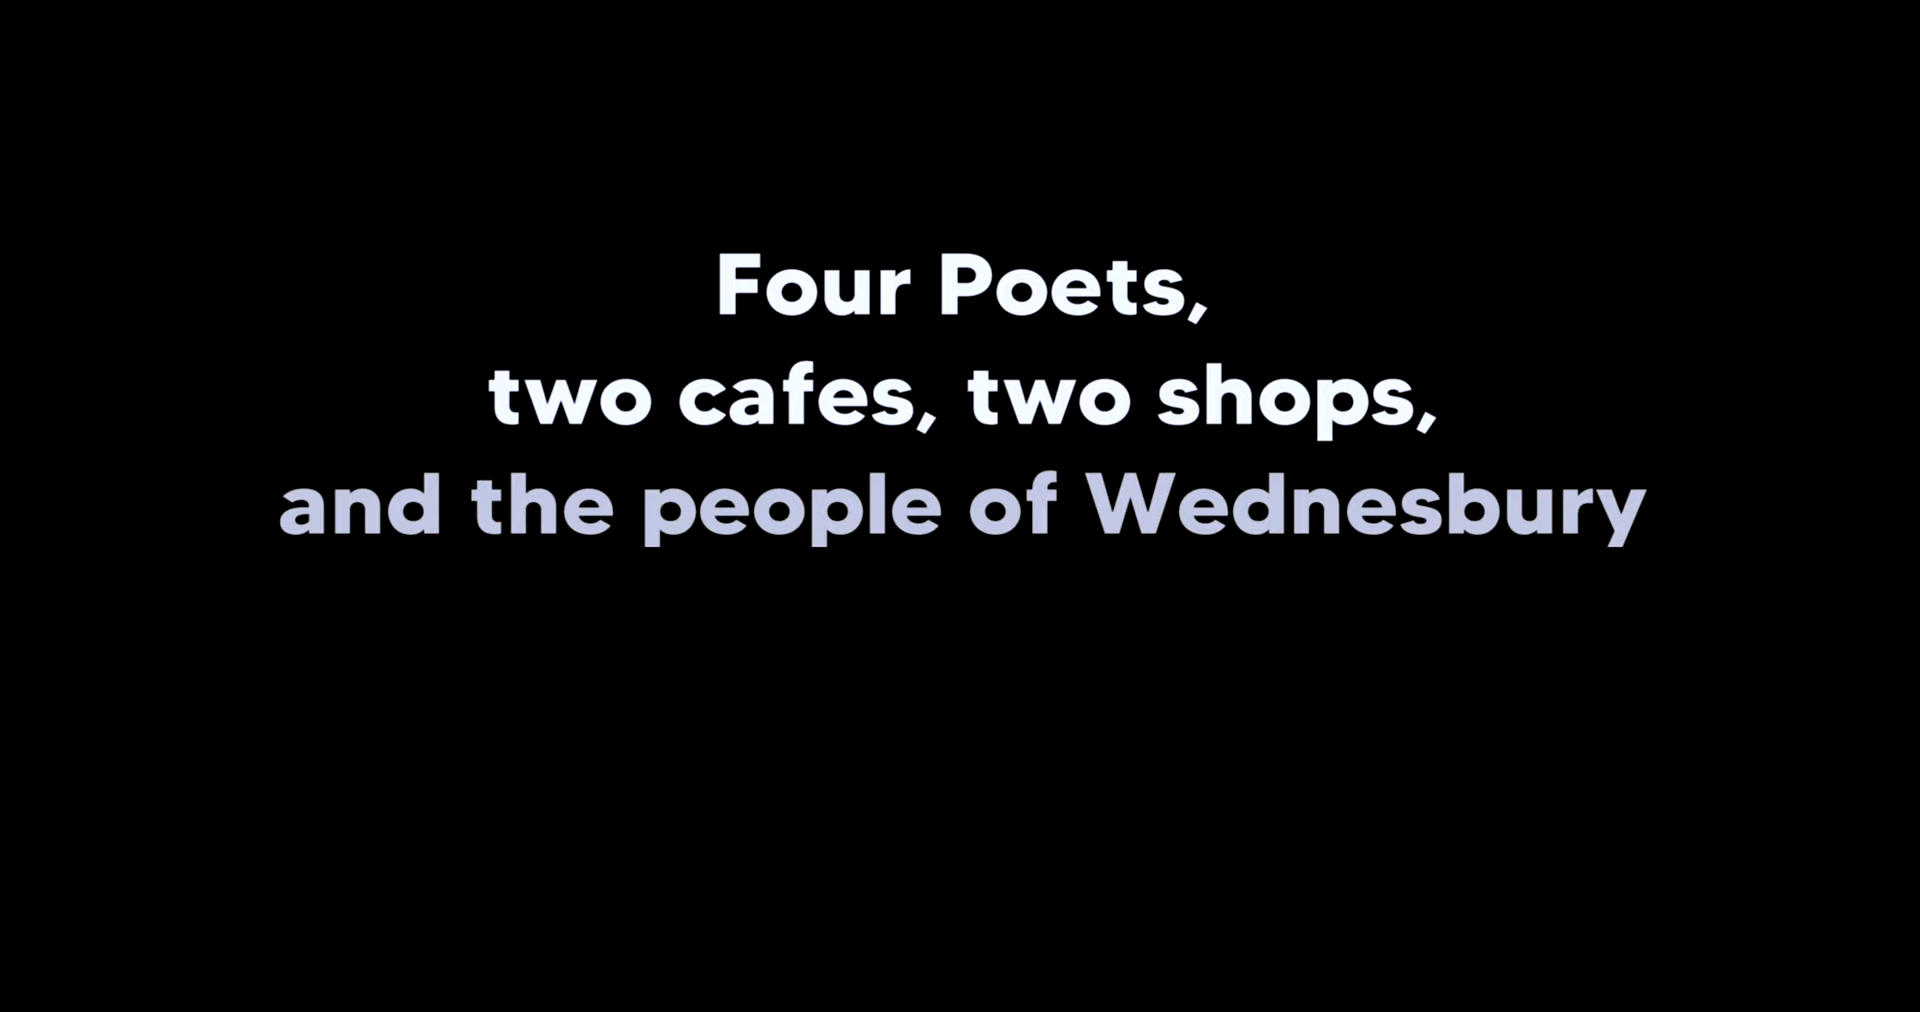 Four Poets,
two cafes, two shops,
and the people of Wednesbury